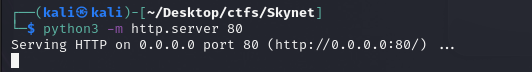 ┌──(kali㉿kali)-[~/Desktop/ctfs/Skynet]
└─$ python3 -m http.server 80
Serving HTTP on 0.0.0.0 port 80 (http://0.0.0.0:80/) ...